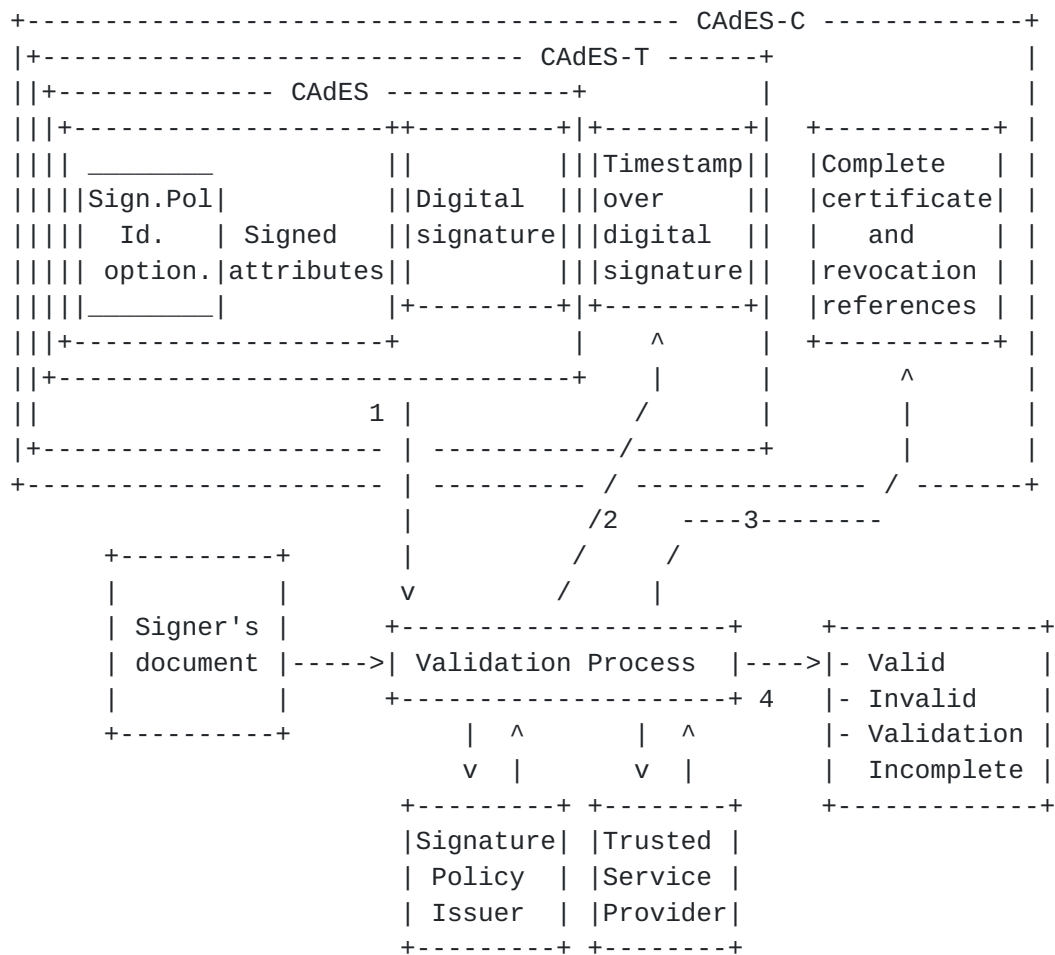 +------------------------------------------ CAdES-C -------------+
|+------------------------------- CAdES-T ------+                |
||+-------------- CAdES ------------+           |                |
|||+--------------------++---------+|+---------+|  +-----------+ |
|||| ________           ||         |||Timestamp||  |Complete   | |
|||||Sign.Pol|          ||Digital  |||over     ||  |certificate| |
|||||  Id.   | Signed   ||signature|||digital  ||  |   and     | |
||||| option.|attributes||         |||signature||  |revocation | |
|||||________|          |+---------+|+---------+|  |references | |
|||+--------------------+           |    ^      |  +-----------+ |
||+---------------------------------+    |      |        ^       |
||                     1 |              /       |        |       |
|+---------------------- | ------------/--------+        |       |
+----------------------- | ---------- / --------------- / -------+
                         |           /2    ----3--------
      +----------+       |          /     /
      |          |       v         /     |
      | Signer's |      +---------------------+     +-------------+
      | document |----->| Validation Process  |---->|- Valid      |
      |          |      +---------------------+ 4   |- Invalid    |
      +----------+           |  ^       |  ^        |- Validation |
                             v  |       v  |        |  Incomplete |
                         +---------+ +--------+     +-------------+
                         |Signature| |Trusted |
                         | Policy  | |Service |
                         | Issuer  | |Provider|
                         +---------+ +--------+